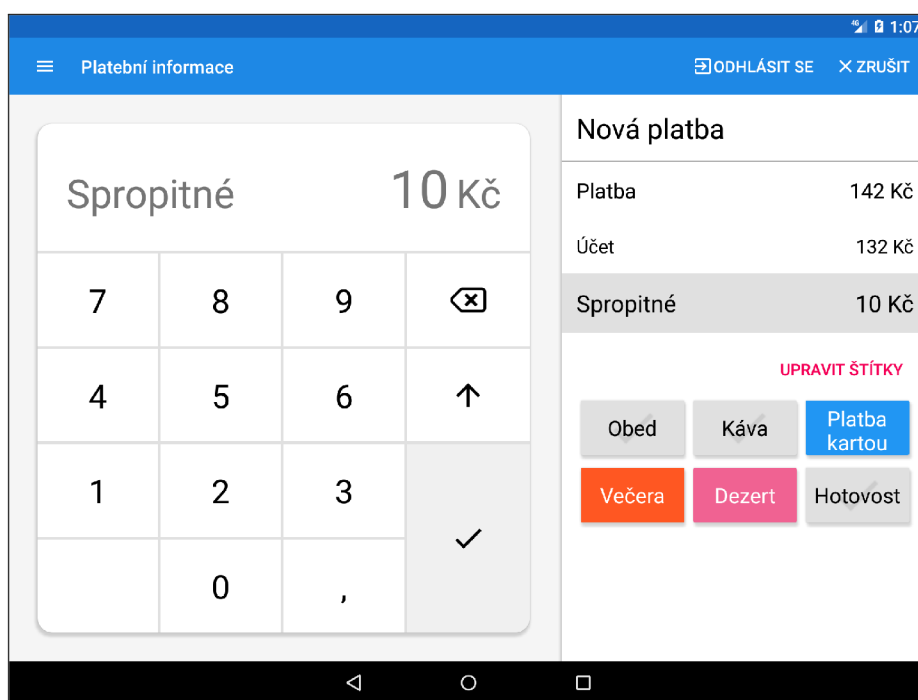 4G 1:07
Platební informace
ODHLÁSIT SE
ZRUŠIT
Spropitné 10 Kč
7 8 9
4 5 6
1 2 3
0 ,
Nová platba
Platba 142 Kč
Účet 132 Kč
Spropitné 10 Kč
UPRAVIT ŠTÍTKY
Obed
Káva
Platba
kartou
Večera
Dezert
Hotovost